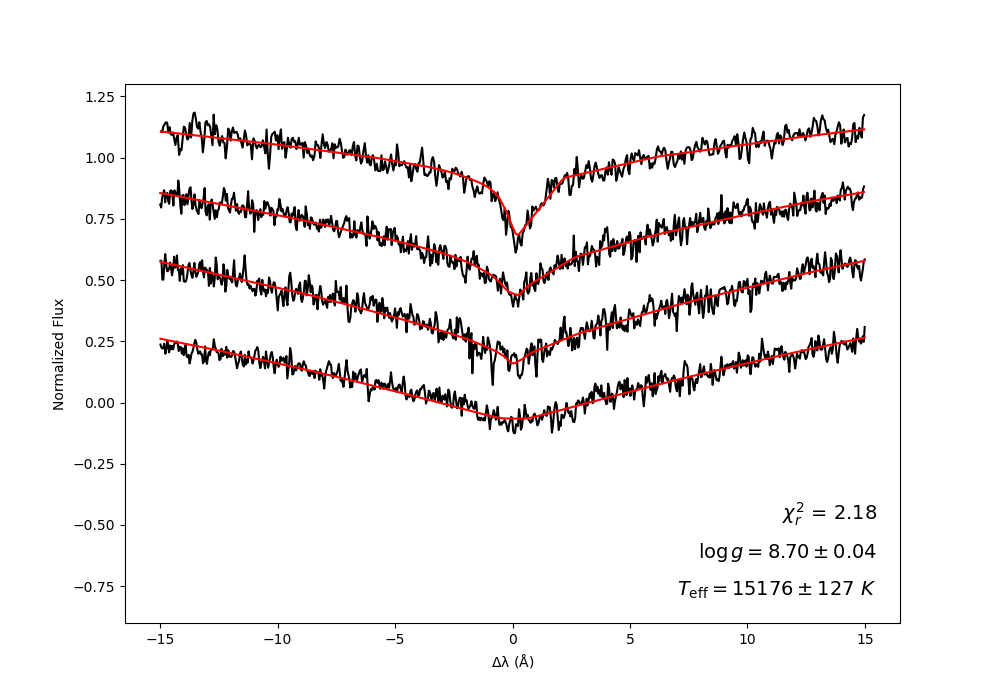 1.25
1.00
0.75
0.50
0.25
0.00
−0.25
−0.50
−0.75
Normalized Flux
χ²ᵣ = 2.18
log g = 8.70 ± 0.04
T_eff = 15176 ± 127 K
−15 −10 −5 0 5 10 15
Δλ (Å)